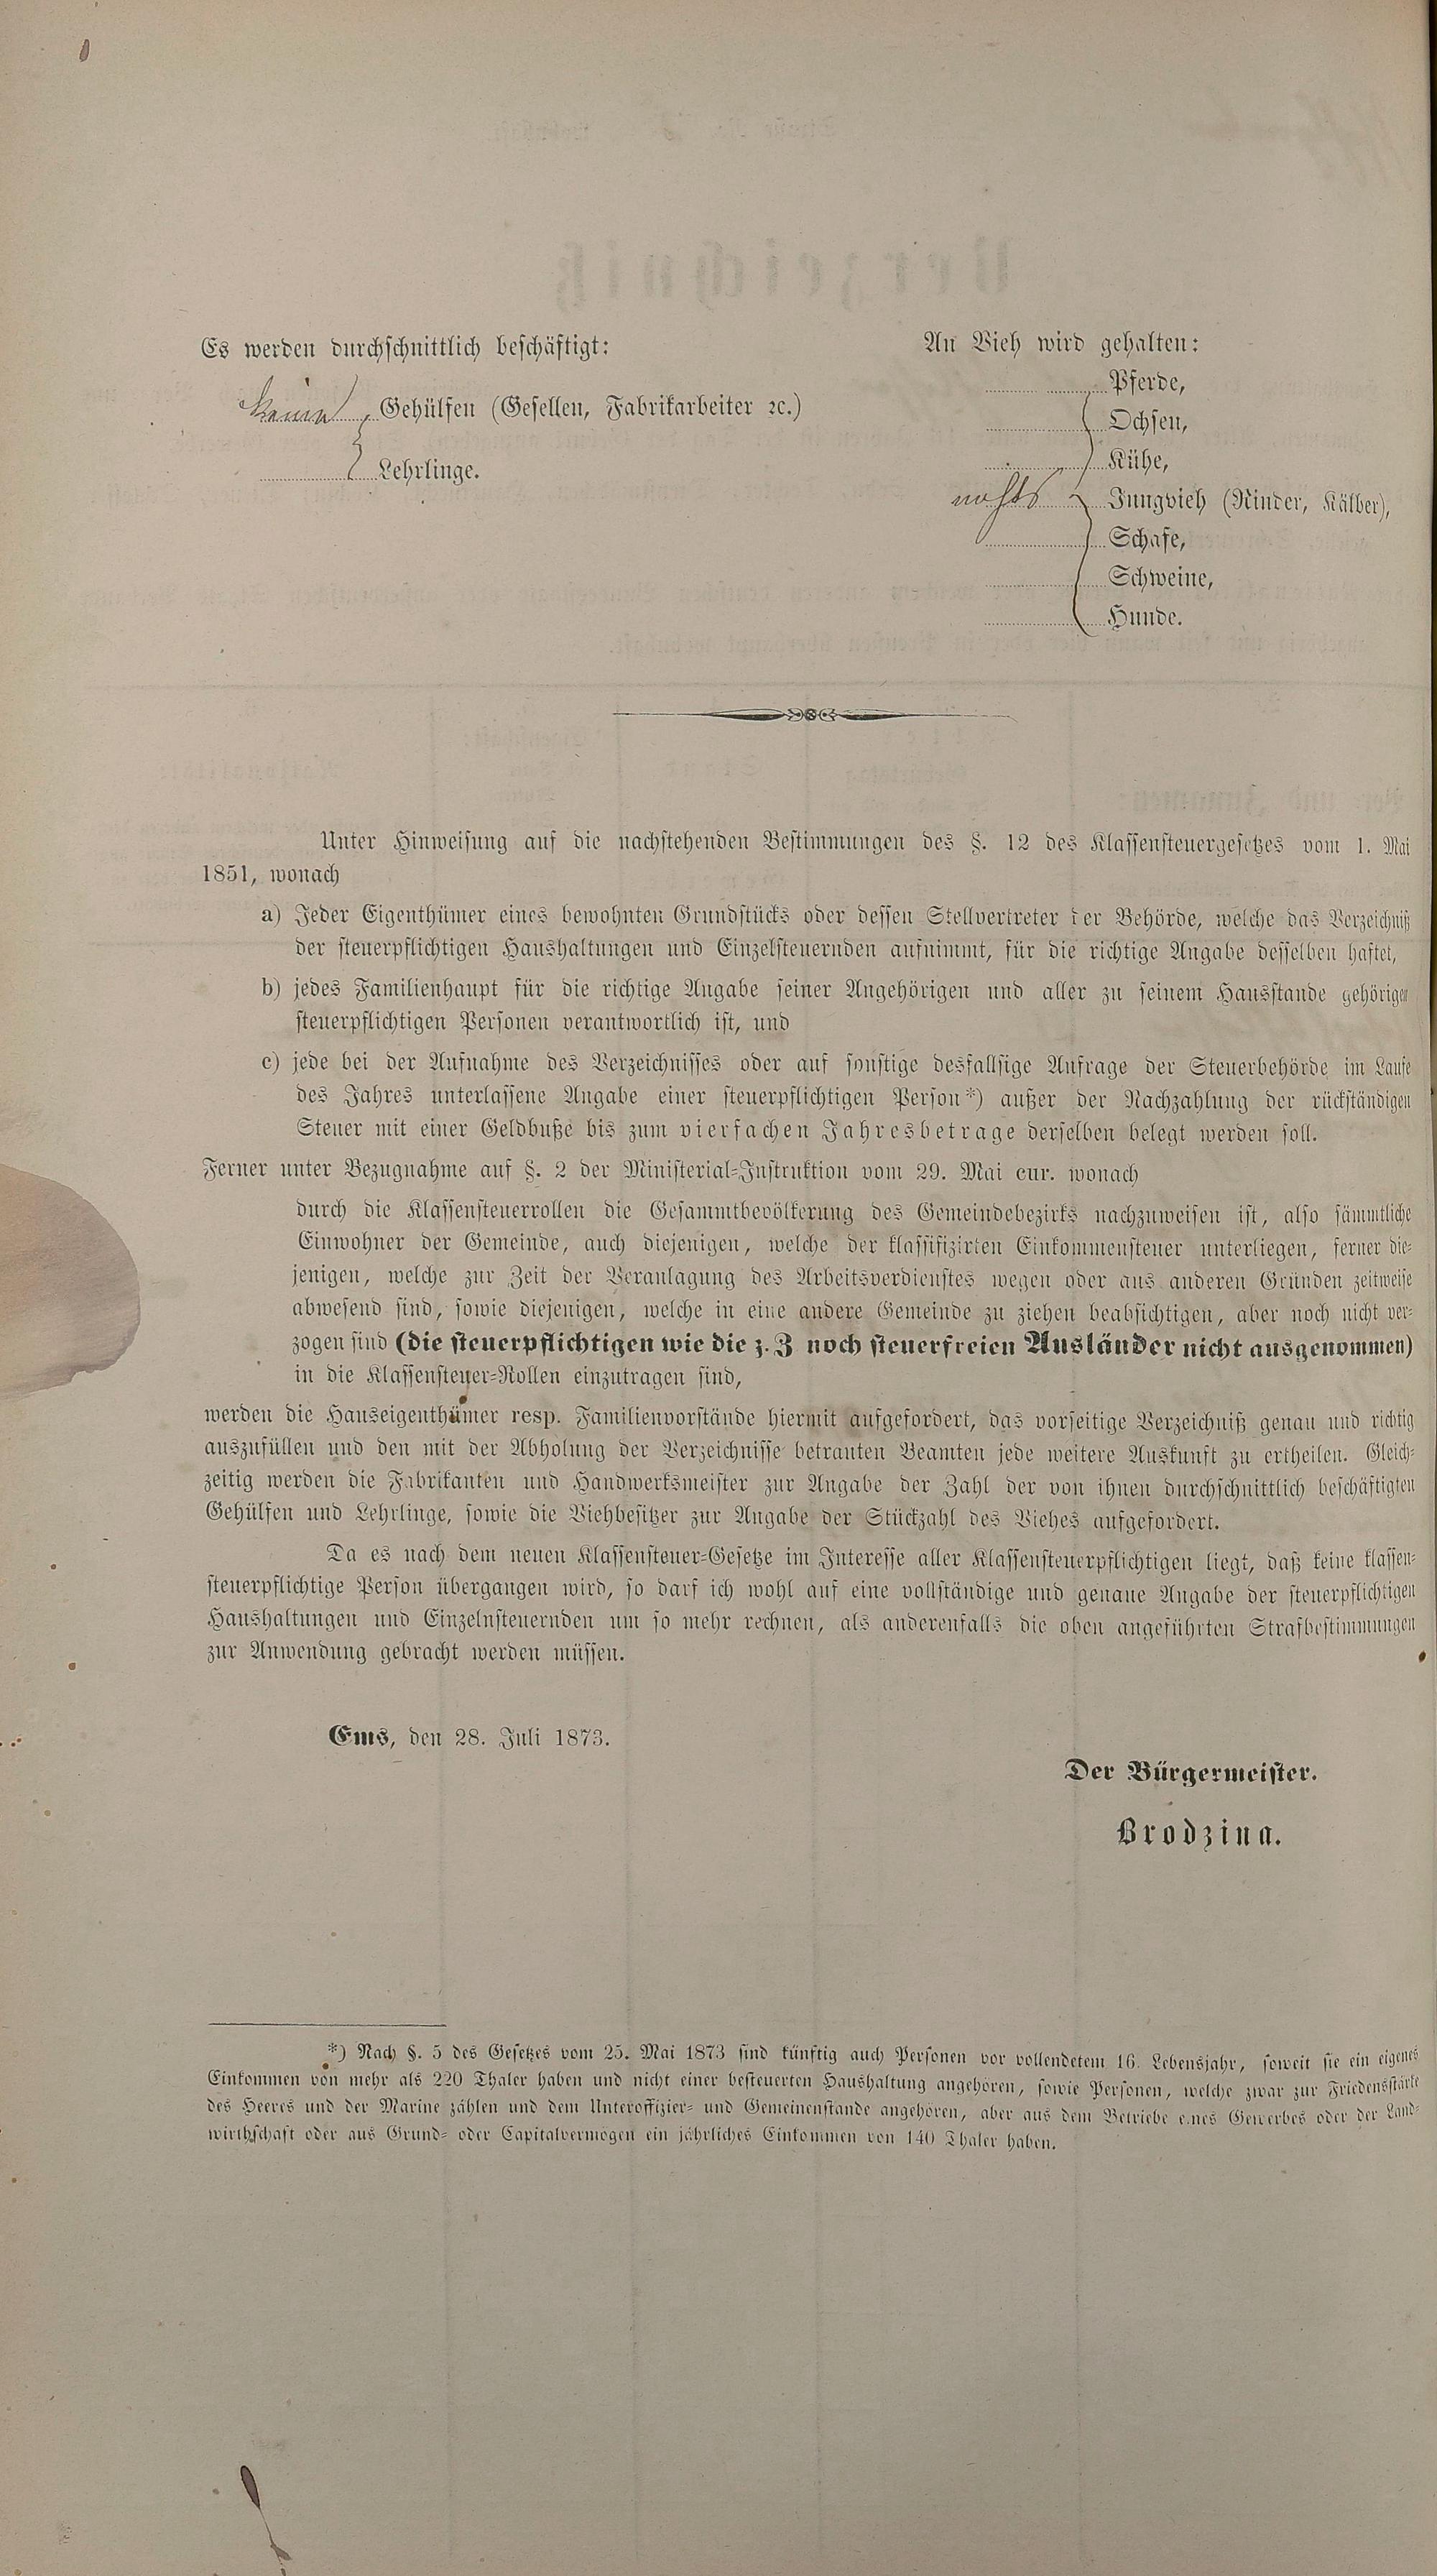 Es werden durchschnittlich beschäftigt:
keine Gehülfen (Gesellen, Fabrikarbeiter ꝛc.)
Lehrlinge.
An Vieh wird gehalten:
Pferde,
Ochsen,
Kühe,
nichts Jungvieh (Rinder, Kälber),
Schafe,
Schweine,
Hunde.
Unter Hinweisung auf die nachstehenden Bestimmungen des §. 12 des Klassensteuergesetzes vom 1. Mai
1851, wonach
a) Jeder Eigenthümer eines bewohnten Grundstücks oder dessen Stellvertreter der Behörde, welche das Verzeichniß
der steuerpflichtigen Haushaltungen und Einzelsteuernden aufnimmt, für die richtige Angabe desselben haftet,
b) jedes Familienhaupt für die richtige Angabe seiner Angehörigen und aller zu seinem Hausstande gehörigen
steuerpflichtigen Personen verantwortlich ist, und
c) jede bei der Aufnahme des Verzeichnisses oder auf sonstige desfallsige Anfrage der Steuerbehörde im Laufe
des Jahres unterlassene Angabe einer steuerpflichtigen Person*) außer der Nachzahlung der rückständigen
Steuer mit einer Geldbuße bis zum vierfachen Jahresbetrage derselben belegt werden soll.
Ferner unter Bezugnahme auf §. 2 der Ministerial-Instruktion vom 29. Mai cur. wonach
durch die Klassensteuerrollen die Gesammtbevölkerung des Gemeindebezirks nachzuweisen ist, also sämmtliche
Einwohner der Gemeinde, auch diejenigen, welche der klassifizirten Einkommensteuer unterliegen, ferner die-
jenigen, welche zur Zeit der Veranlagung des Arbeitsverdienstes wegen oder aus anderen Gründen zeitweise
abwesend sind, sowie diejenigen, welche in eine andere Gemeinde zu ziehen beabsichtigen, aber noch nicht ver-
zogen sind (die steuerpflichtigen wie die z. Z noch steuerfreien Ausländer nicht ausgenommen)
in die Klassensteuer-Rollen einzutragen sind,
werden die Hauseigenthümer resp. Familienvorstände hiermit aufgefordert, das vorseitige Verzeichniß genau und richtig
auszufüllen und den mit der Abholung der Verzeichnisse betrauten Beamten jede weitere Auskunft zu ertheilen. Gleich-
zeitig werden die Fabrikanten und Handwerksmeister zur Angabe der Zahl der von ihnen durchschnittlich beschäftigten
Gehülfen und Lehrlinge, sowie die Viehbesitzer zur Angabe der Stückzahl des Viehes aufgefordert.
Da es nach dem neuen Klassensteuer-Gesetze im Interesse aller Klassensteuerpflichtigen liegt, daß keine klassen-
steuerpflichtige Person übergangen wird, so darf ich wohl auf eine vollständige und genaue Angabe der steuerpflichtigen
Haushaltungen und Einzelnsteuernden um so mehr rechnen, als anderenfalls die oben angeführten Strafbestimmungen
zur Anwendung gebracht werden müssen.
Ems, den 28. Juli 1873.
Der Bürgermeister.
Brodzina.
*) Nach §. 5 des Gesetzes vom 25. Mai 1873 sind künftig auch Personen vor vollendetem 16. Lebensjahr, soweit sie ein eigenes
Einkommen von mehr als 220 Thaler haben und nicht einer besteuerten Haushaltung angehören, sowie Personen, welche zwar zur Friedensstärke
des Heeres und der Marine zählen und dem Unteroffizier- und Gemeinenstande angehören, aber aus dem Betriebe eines Gewerbes oder der Land-
wirthschaft oder aus Grund- oder Capitalvermögen ein jährliches Einkommen von 140 Thaler haben.